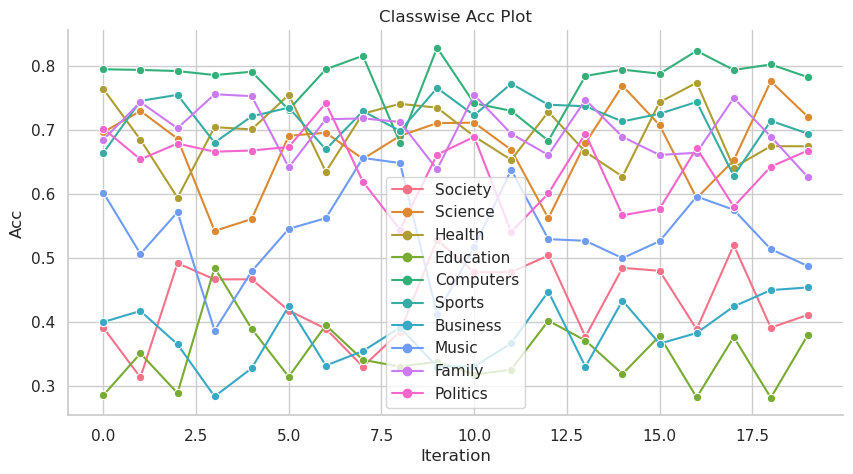 Classwise Acc Plot
Acc
0.8
0.7
0.6
0.5
0.4
0.3
Society
Science
Health
Education
Computers
Sports
Business
Music
Family
Politics
0.0 2.5 5.0 7.5 10.0 12.5 15.0 17.5
Iteration